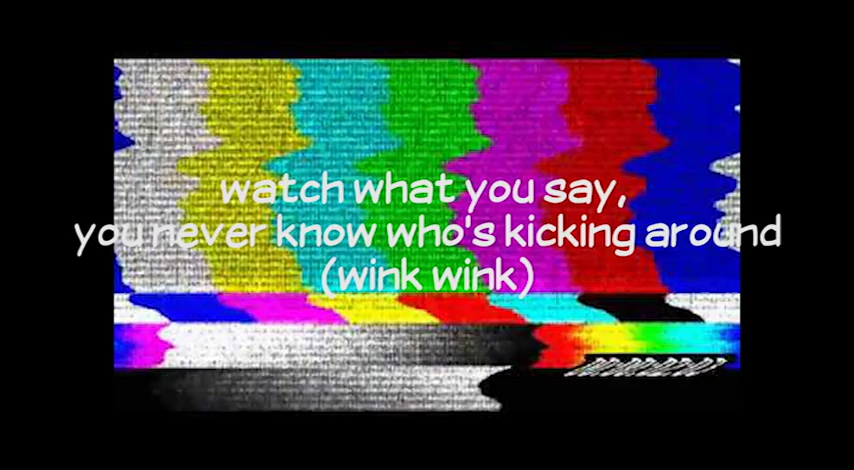 watch what you say,
you never know who's kicking around
(wink wink)